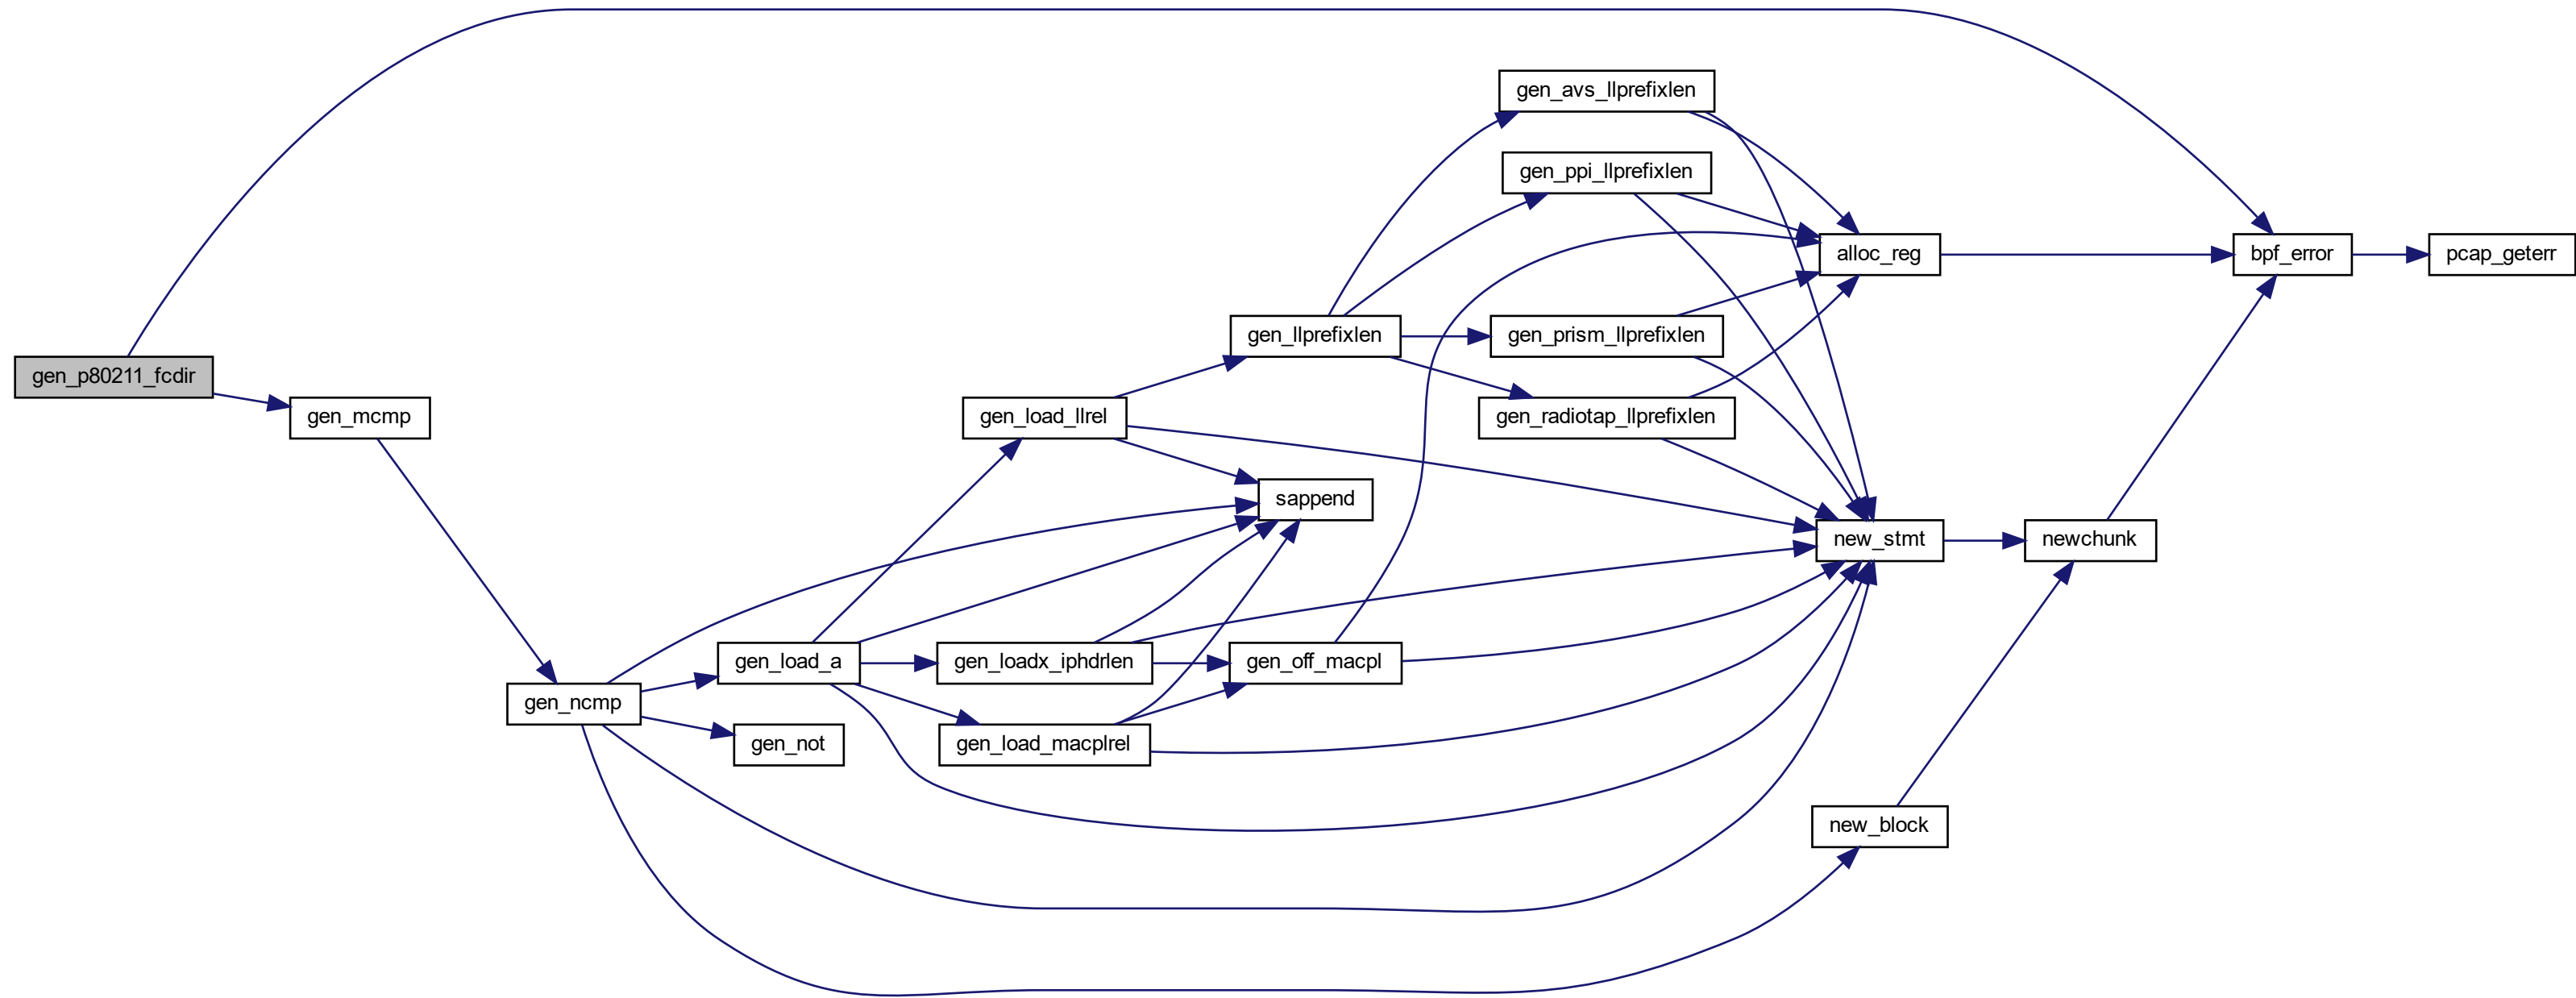 gen_avs_llprefixlen
gen_ppi_llprefixlen
alloc_reg
bpf_error
pcap_geterr
gen_llprefixlen
gen_prism_llprefixlen
gen_p80211_fcdir
gen_mcmp
gen_load_llrel
gen_radiotap_llprefixlen
sappend
new_stmt
newchunk
gen_load_a
gen_loadx_iphdrlen
gen_off_macpl
gen_ncmp
gen_not
gen_load_macplrel
new_block